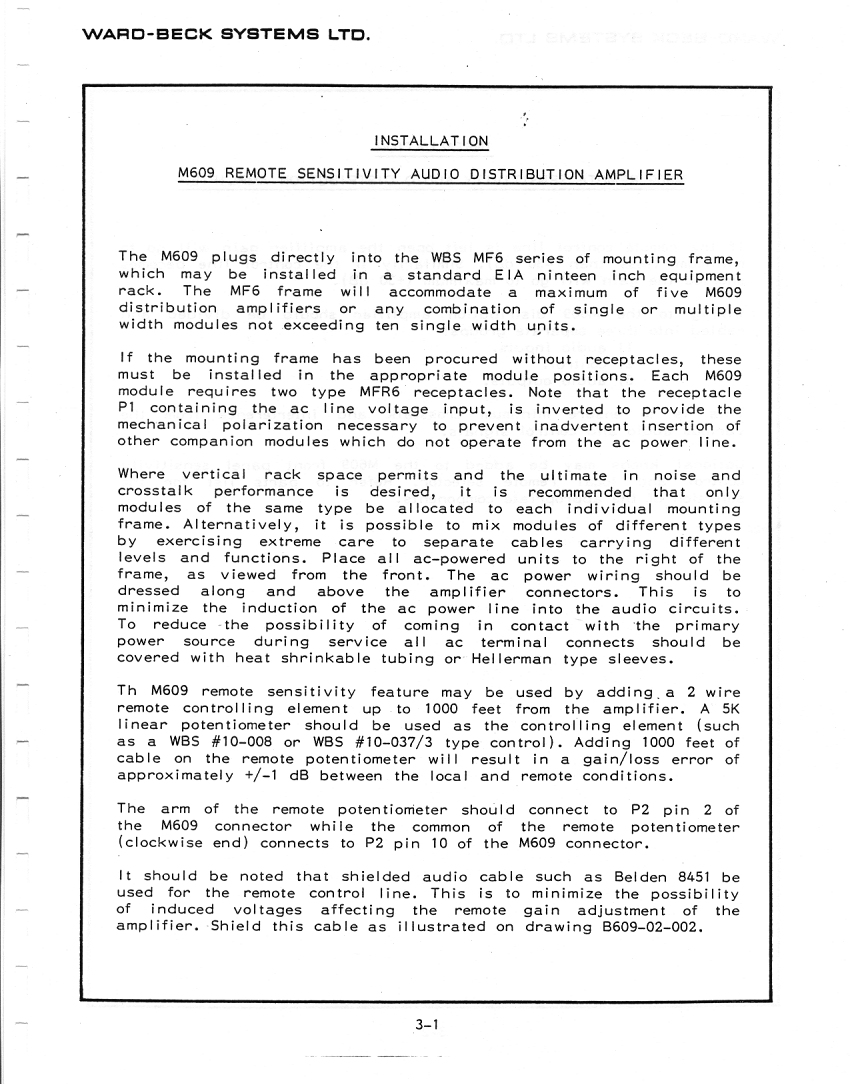 WARD-BECK SYSTEMS LTD.
INSTALLATION
M609 REMOTE SENSITIVITY AUDIO DISTRIBUTION AMPLIFIER
The M609 plugs directly into the WBS MF6 series of mounting frame,
which may be installed in a standard EIA ninteen inch equipment
rack. The MF6 frame will accommodate a maximum of five M609
distribution amplifiers or any combination of single or multiple
width modules not exceeding ten single width units.
If the mounting frame has been procured without receptacles, these
must be installed in the appropriate module positions. Each M609
module requires two type MFR6 receptacles. Note that the receptacle
P1 containing the ac line voltage input, is inverted to provide the
mechanical polarization necessary to prevent inadvertent insertion of
other companion modules which do not operate from the ac power line.
Where vertical rack space permits and the ultimate in noise and
crosstalk performance is desired, it is recommended that only
modules of the same type be allocated to each individual mounting
frame. Alternatively, it is possible to mix modules of different types
by exercising extreme care to separate cables carrying different
levels and functions. Place all ac-powered units to the right of the
frame, as viewed from the front. The ac power wiring should be
dressed along and above the amplifier connectors. This is to
minimize the induction of the ac power line into the audio circuits.
To reduce the possibility of coming in contact with the primary
power source during service all ac terminal connects should be
covered with heat shrinkable tubing or Hellerman type sleeves.
Th M609 remote sensitivity feature may be used by adding a 2 wire
remote controlling element up to 1000 feet from the amplifier. A 5K
linear potentiometer should be used as the controlling element (such
as a WBS #10-008 or WBS #10-037/3 type control). Adding 1000 feet of
cable on the remote potentiometer will result in a gain/loss error of
approximately +/-1 dB between the local and remote conditions.
The arm of the remote potentiometer should connect to P2 pin 2 of
the M609 connector while the common of the remote potentiometer
(clockwise end) connects to P2 pin 10 of the M609 connector.
It should be noted that shielded audio cable such as Belden 8451 be
used for the remote control line. This is to minimize the possibility
of induced voltages affecting the remote gain adjustment of the
amplifier. Shield this cable as illustrated on drawing B609-02-002.
3-1